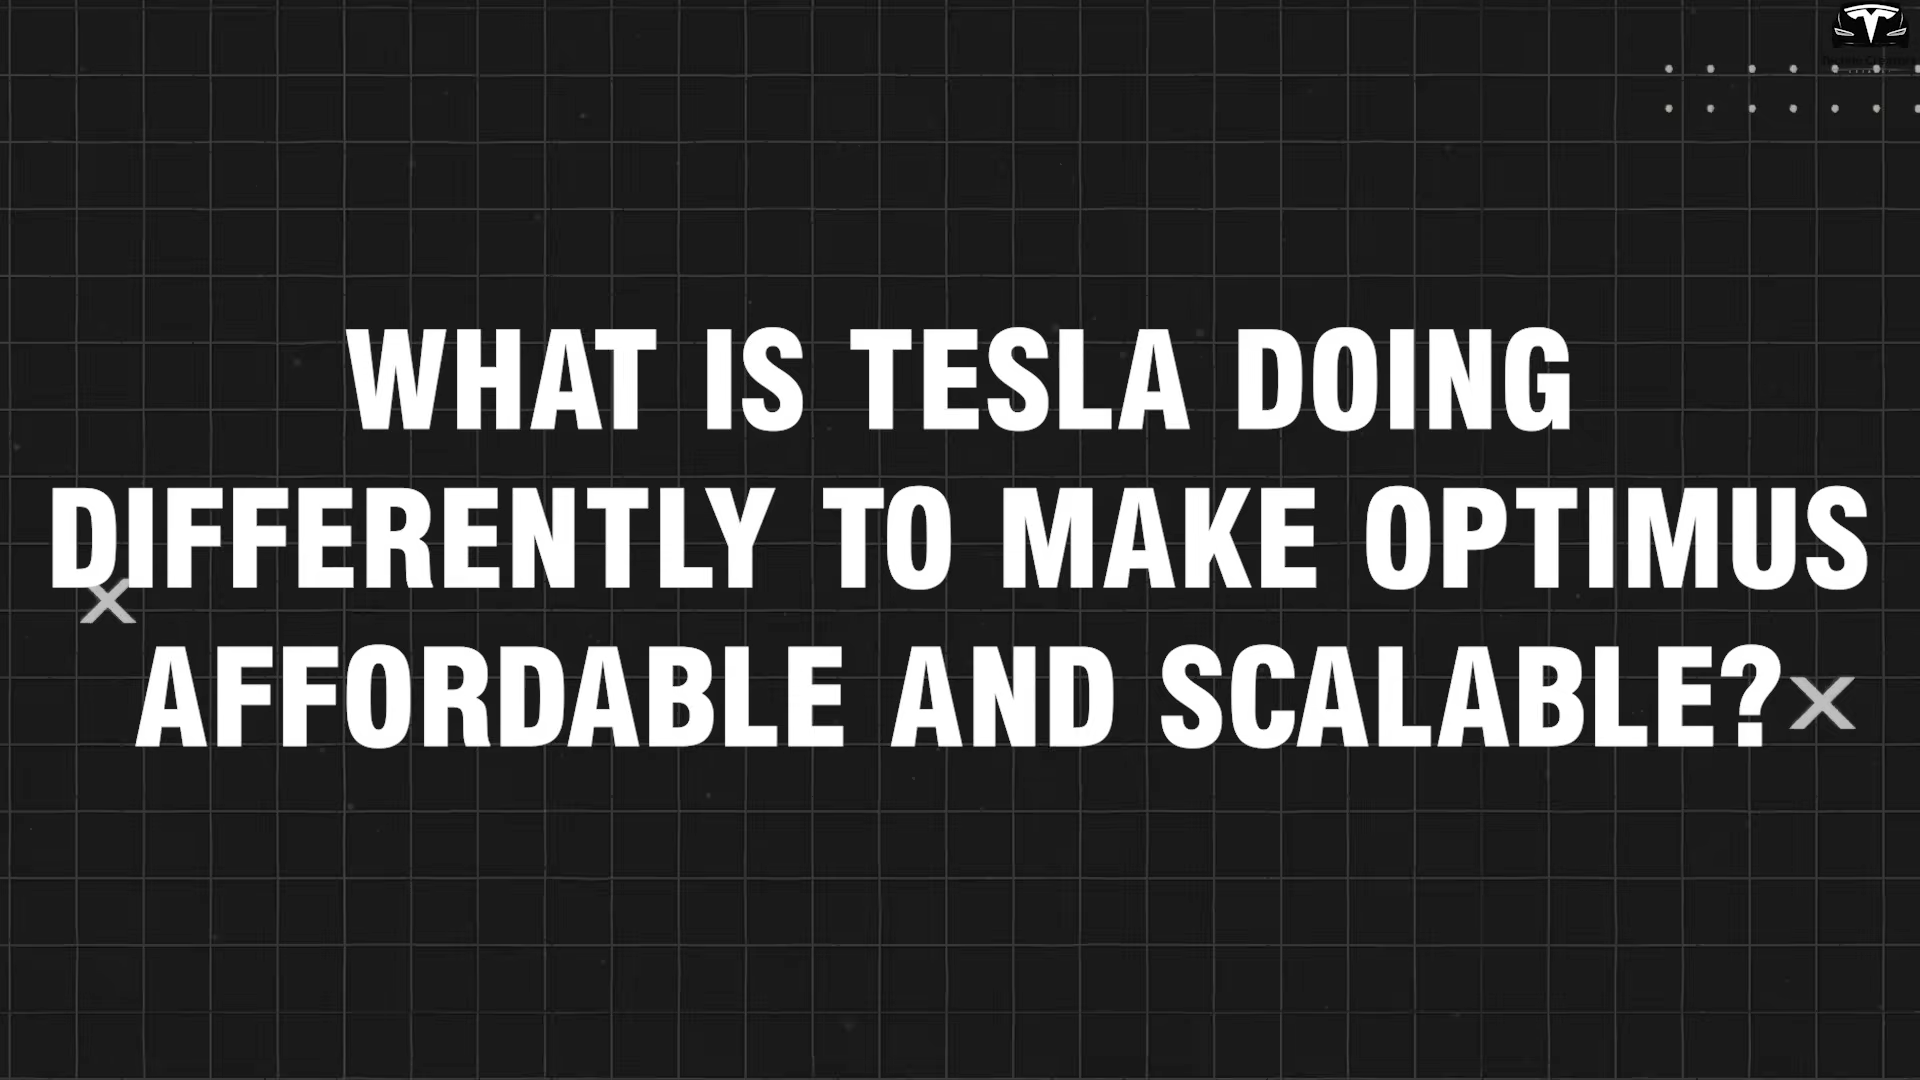 WHAT IS TESLA DOING
DIFFERENTLY TO MAKE OPTIMUS
AFFORDABLE AND SCALABLE?